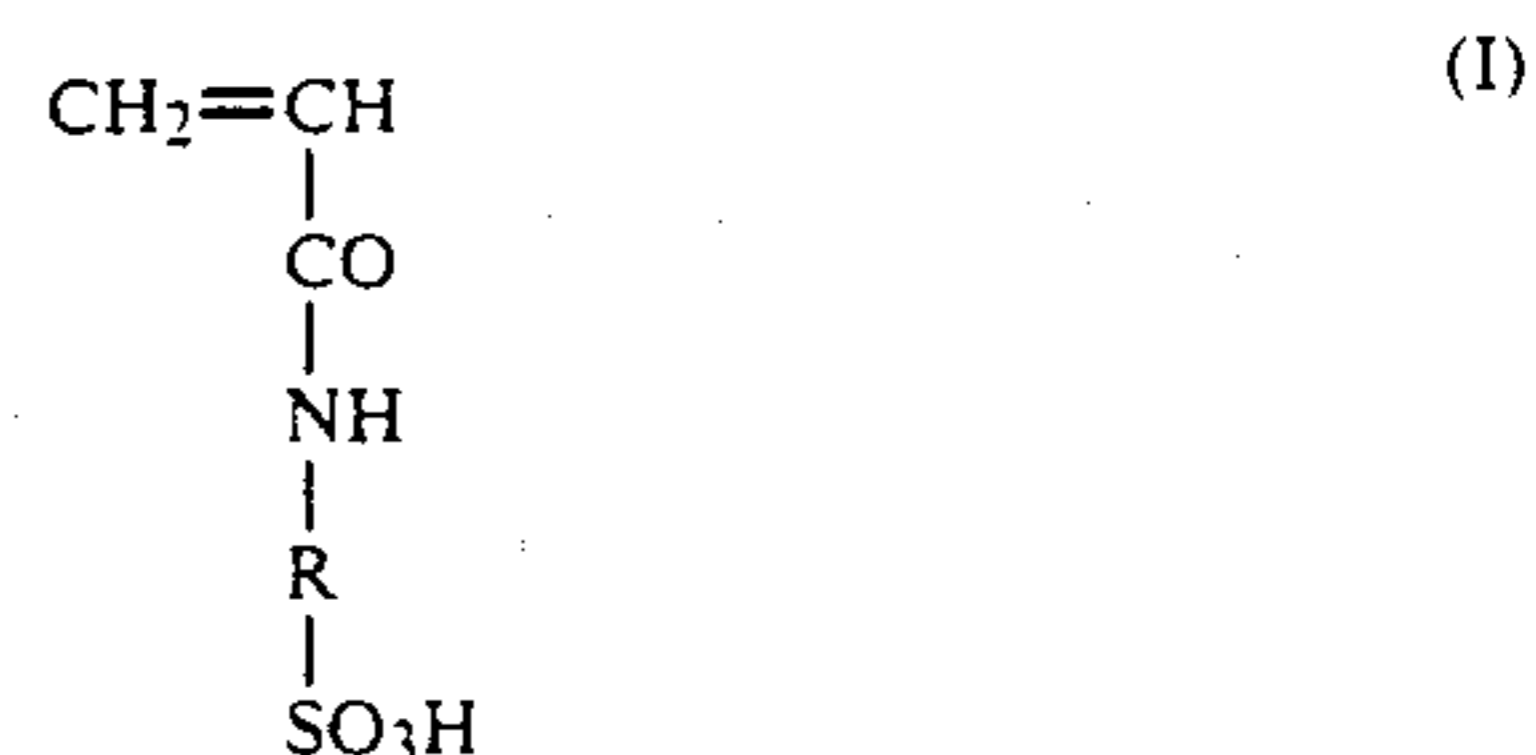 (I)
CH₂=CH
CO
NH
R
SO₃H